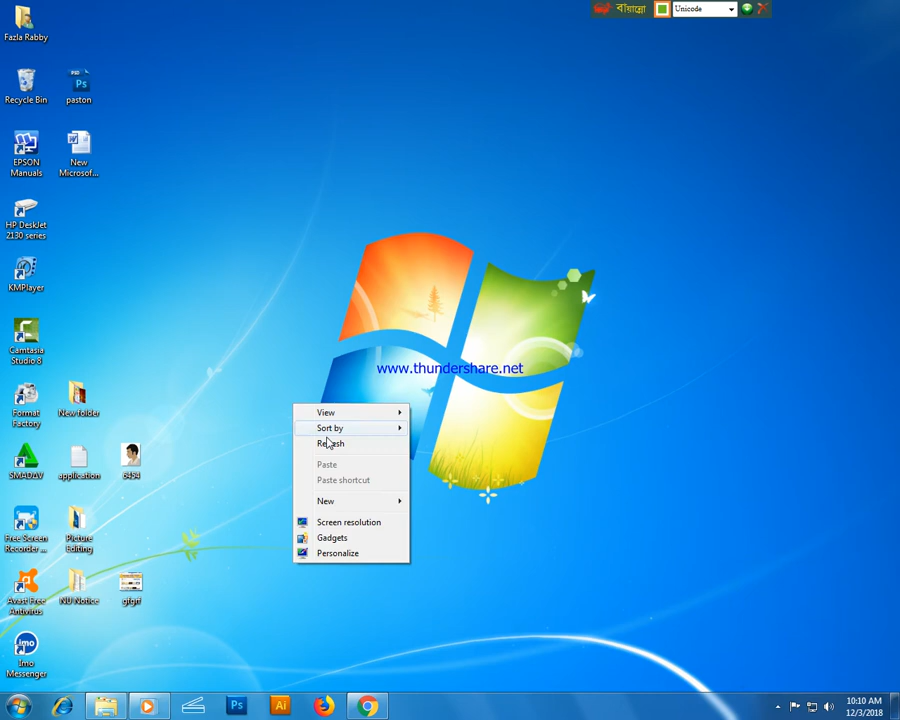 Fazla Rabby
Recycle Bin
paston
EPSON
Manuals
New
Microsof...
HP DeskJet
2130 series
KMPlayer
Camtasia
Studio 8
Format
Factory
New folder
SMADAV
application
6454
Free Screen
Recorder ...
Picture
Editing
Avast Free
Antivirus
NU Notice
gfgff
Imo
Messenger
বায়ান্নো
Unicode
www.thundershare.net
View
Sort by
Refresh
Paste
Paste shortcut
New
Screen resolution
Gadgets
Personalize
10:10 AM
12/3/2018